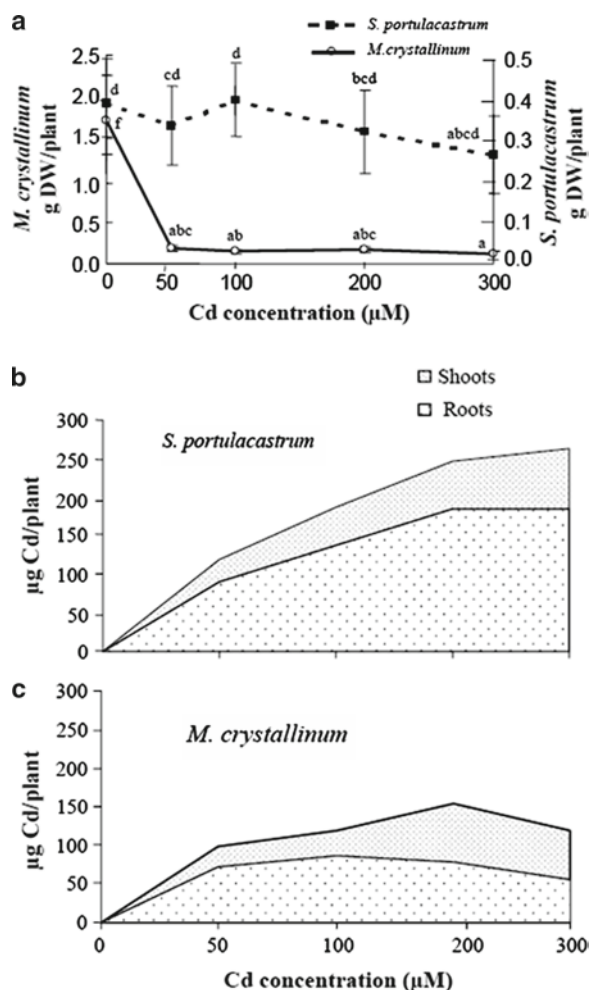 a
S. portulacastrum
M.crystallinum
M. crystallinum
g DW/plant
2.5
2.0
1.5
1.0
0.5
0.0
0.5
0.4
0.3
0.2
0.1
0.0
S. portulacastrum
g DW/plant
d
cd
d
bcd
abcd
f
abc
ab
abc
a
0
50
100
200
300
Cd concentration (µM)
b
Shoots
Roots
S. portulacastrum
µg Cd/plant
300
250
200
150
100
50
0
c
M. crystallinum
µg Cd/plant
300
250
200
150
100
50
0
0
50
100
200
300
Cd concentration (µM)